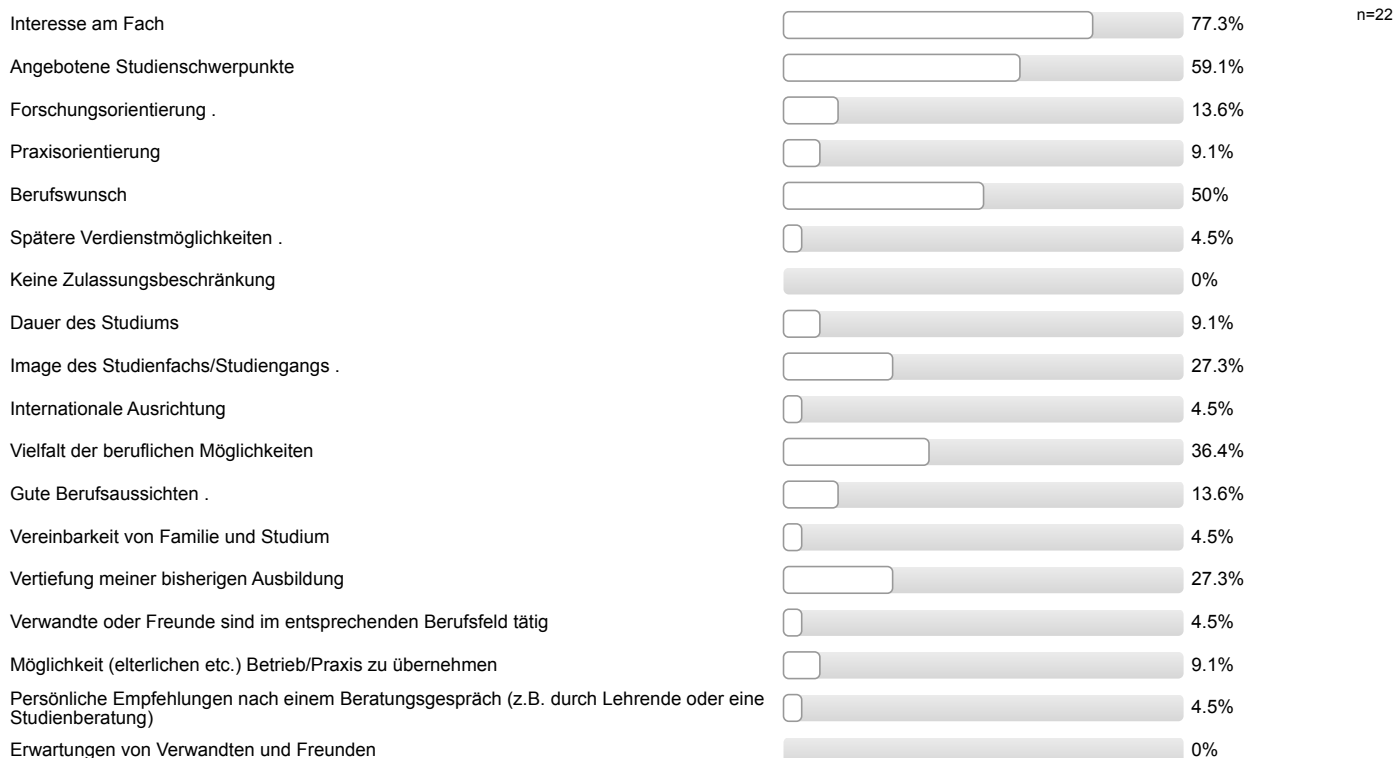 Interesse am Fach 77.3% n=22
Angebotene Studienschwerpunkte 59.1%
Forschungsorientierung . 13.6%
Praxisorientierung 9.1%
Berufswunsch 50%
Spätere Verdienstmöglichkeiten . 4.5%
Keine Zulassungsbeschränkung 0%
Dauer des Studiums 9.1%
Image des Studienfachs/Studiengangs . 27.3%
Internationale Ausrichtung 4.5%
Vielfalt der beruflichen Möglichkeiten 36.4%
Gute Berufsaussichten . 13.6%
Vereinbarkeit von Familie und Studium 4.5%
Vertiefung meiner bisherigen Ausbildung 27.3%
Verwandte oder Freunde sind im entsprechenden Berufsfeld tätig 4.5%
Möglichkeit (elterlichen etc.) Betrieb/Praxis zu übernehmen 9.1%
Persönliche Empfehlungen nach einem Beratungsgespräch (z.B. durch Lehrende oder eine
Studienberatung) 4.5%
Erwartungen von Verwandten und Freunden 0%